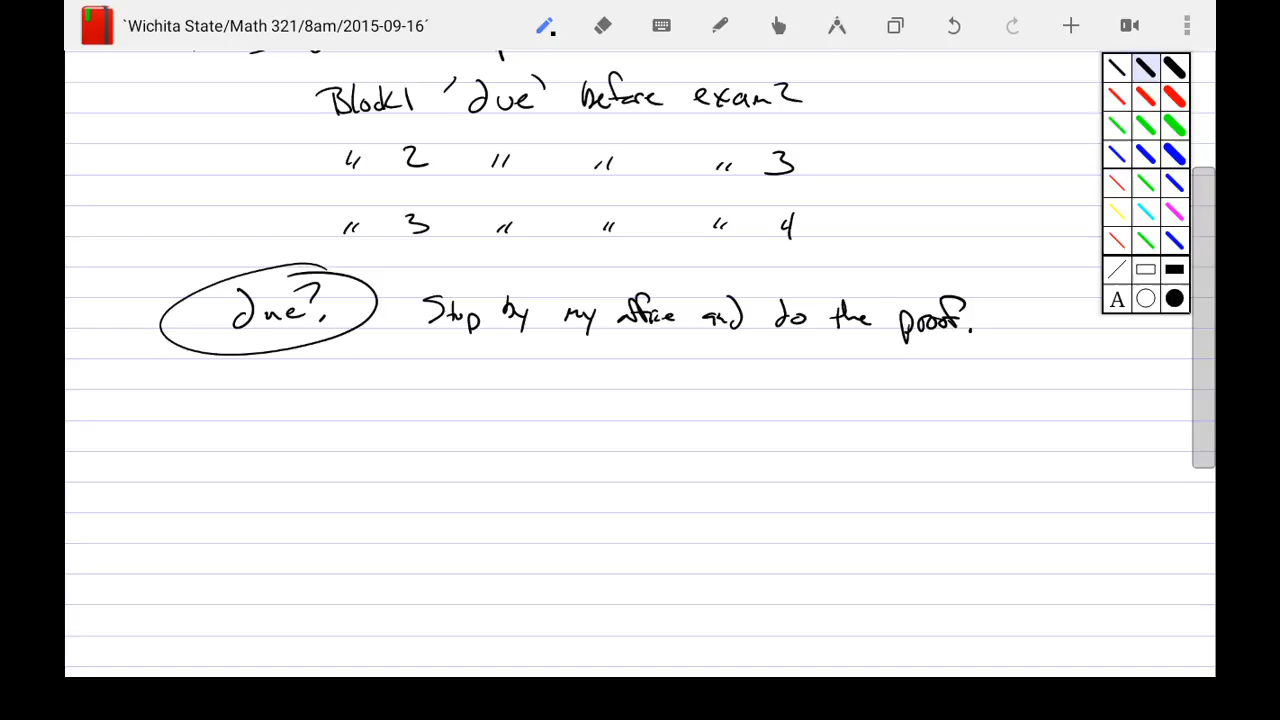 `Wichita State/Math 321/8am/2015-09-16´
Block1 'due' before exam2
" 2 " " " 3
" 3 " " " 4
due? Stop by my office and do the proof.
A